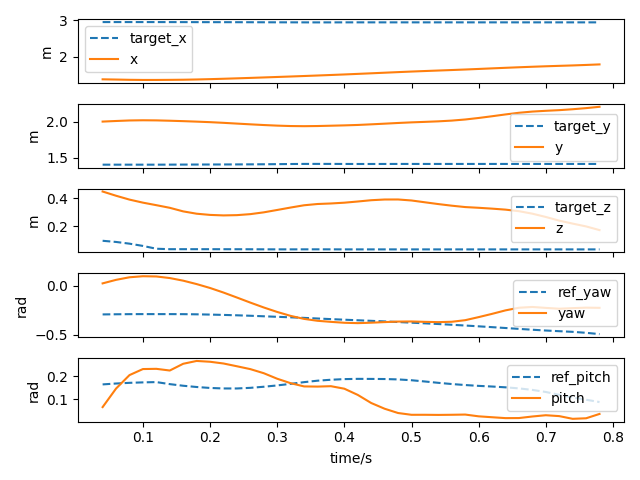 3
2
m
target_x
x
2.0
1.5
m
target_y
y
0.4
0.2
m
target_z
z
0.0
−0.5
rad
ref_yaw
yaw
0.2
0.1
rad
ref_pitch
pitch
0.1 0.2 0.3 0.4 0.5 0.6 0.7 0.8
time/s